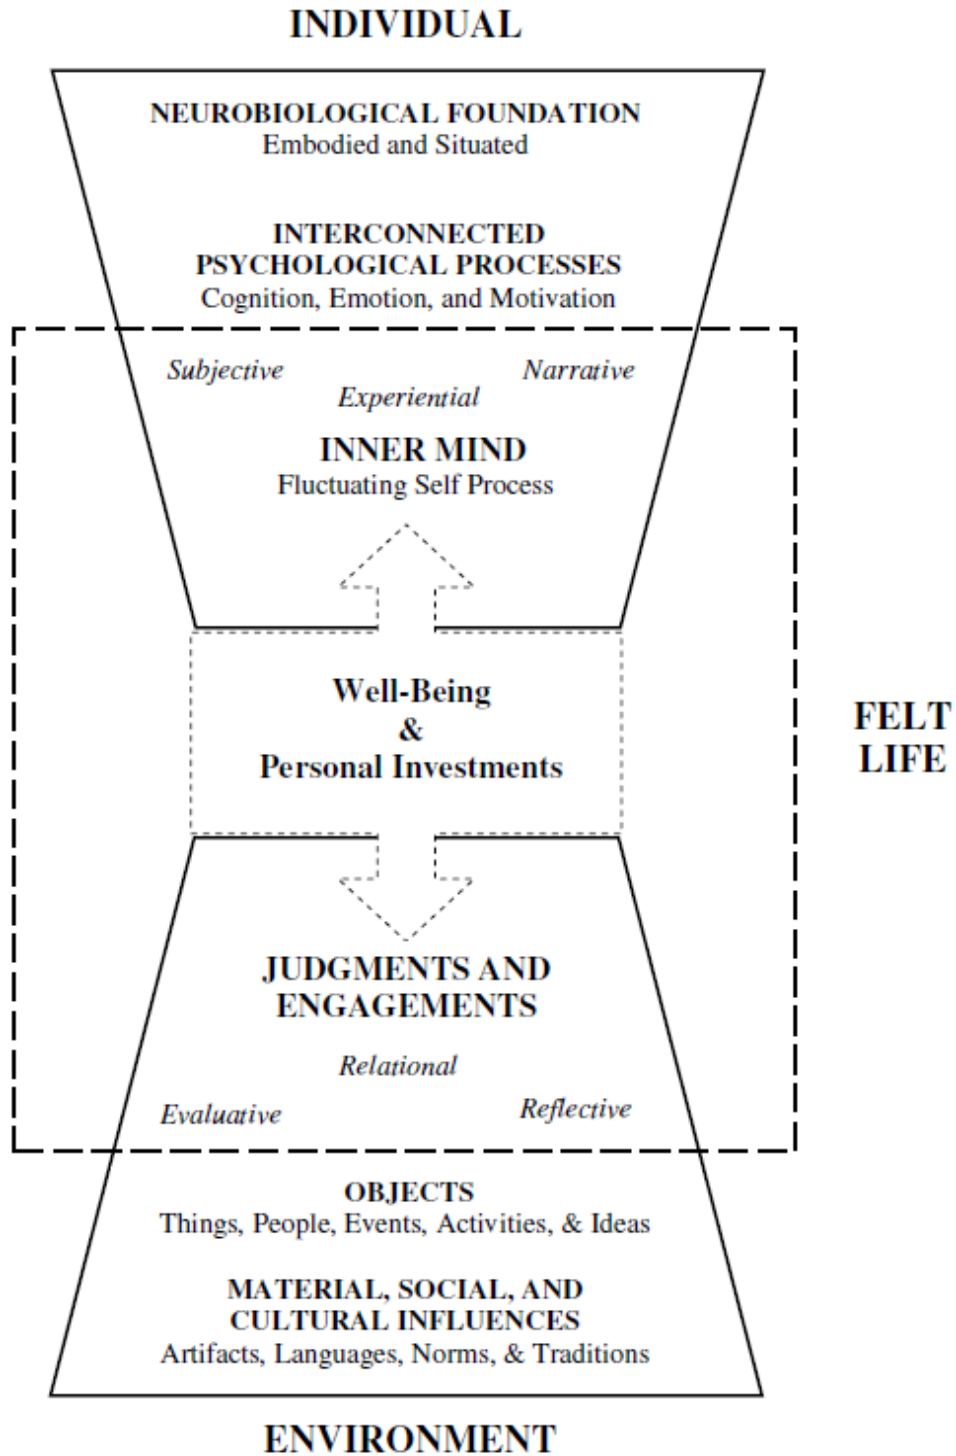 INDIVIDUAL
NEUROBIOLOGICAL FOUNDATION
Embodied and Situated
INTERCONNECTED
PSYCHOLOGICAL PROCESSES
Cognition, Emotion, and Motivation
Subjective
Narrative
Experiential
INNER MIND
Fluctuating Self Process
Well-Being
&
Personal Investments
FELT
LIFE
JUDGMENTS AND
ENGAGEMENTS
Relational
Evaluative
Reflective
OBJECTS
Things, People, Events, Activities, & Ideas
MATERIAL, SOCIAL, AND
CULTURAL INFLUENCES
Artifacts, Languages, Norms, & Traditions
ENVIRONMENT